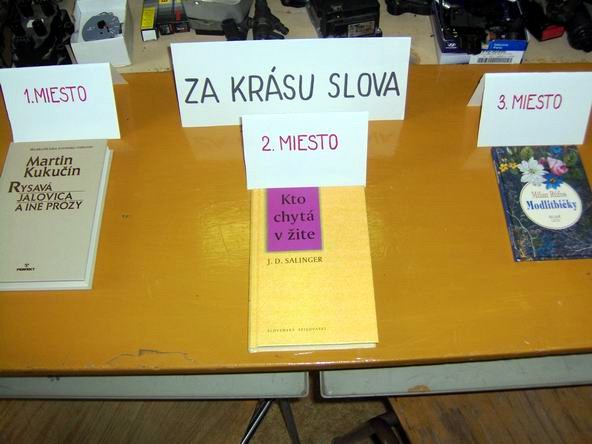 ZA KRÁSU SLOVA
1. MIESTO
2. MIESTO
3. MIESTO
Martin
Kukučín
RYSAVÁ
JALOVICA
A INÉ PRÓZY
PERFEKT
Kto
chytá
v žite
J. D. SALINGER
SLOVENSKÝ SPISOVATEĽ
Milan Rúfus
Modlitbičky